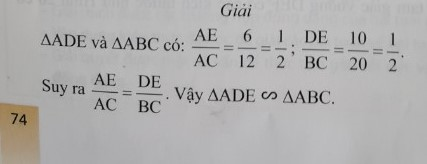 Giải
ΔADE và ΔABC có: AE/AC = 6/12 = 1/2; DE/BC = 10/20 = 1/2.
Suy ra AE/AC = DE/BC. Vậy ΔADE ∽ ΔABC.
74